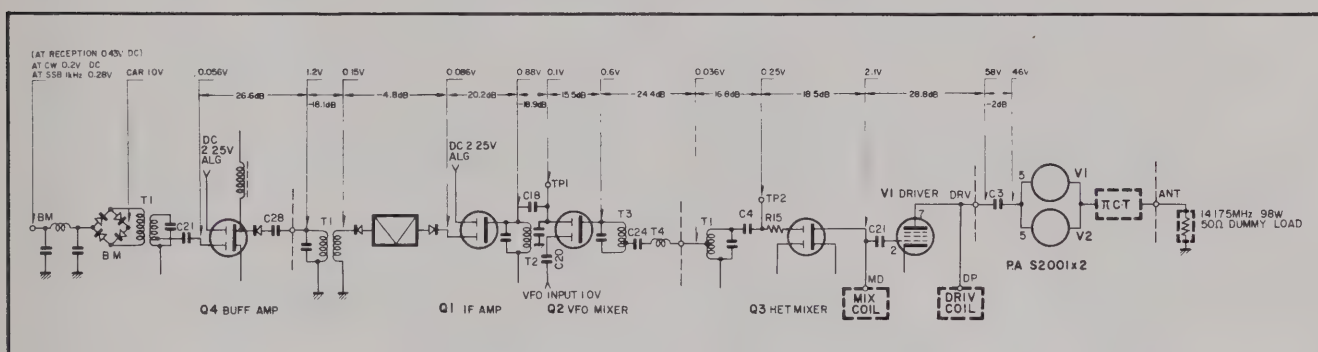 (AT RECEPTION 0.43V DC)
AT CW 0.2V DC
AT SSB 1kHz 0.28V
CAR 10V
0.056V
1.2V
0.15V
0.086V
0.88V
0.1V
0.6V
0.036V
0.25V
2.1V
58V
46V
26.6dB
-18.1dB
-4.8dB
20.2dB
-18.9dB
15.5dB
-24.4dB
16.8dB
18.5dB
28.8dB
-2dB
DC
2.25V
ALG
DC 2.25V
ALG
BM
BM
T1
C21
C28
T1
C18
TP1
T2
C20
T3
C24
T4
T1
C4
TP2
R15
C21
MD
V1 DRIVER
7
2
DRV
DP
C3
5
5
V1
V2
πC·T
ANT
14.175MHz 98W
50Ω DUMMY LOAD
PA S2001x2
VFO INPUT 1.0V
MIX
COIL
DRIV
COIL
Q4 BUFF AMP
Q1 IF AMP
Q2 VFO MIXER
Q3 HET MIXER